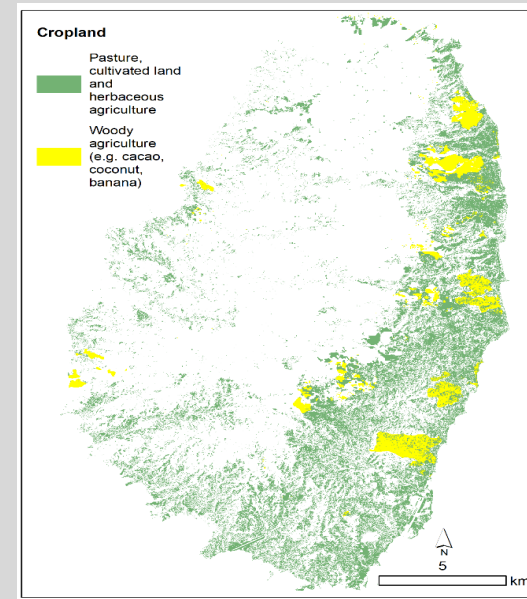 Cropland
Pasture,
cultivated land
and
herbaceous
agriculture
Woody
agriculture
(e.g. cacao,
coconut,
banana)
N
5
km